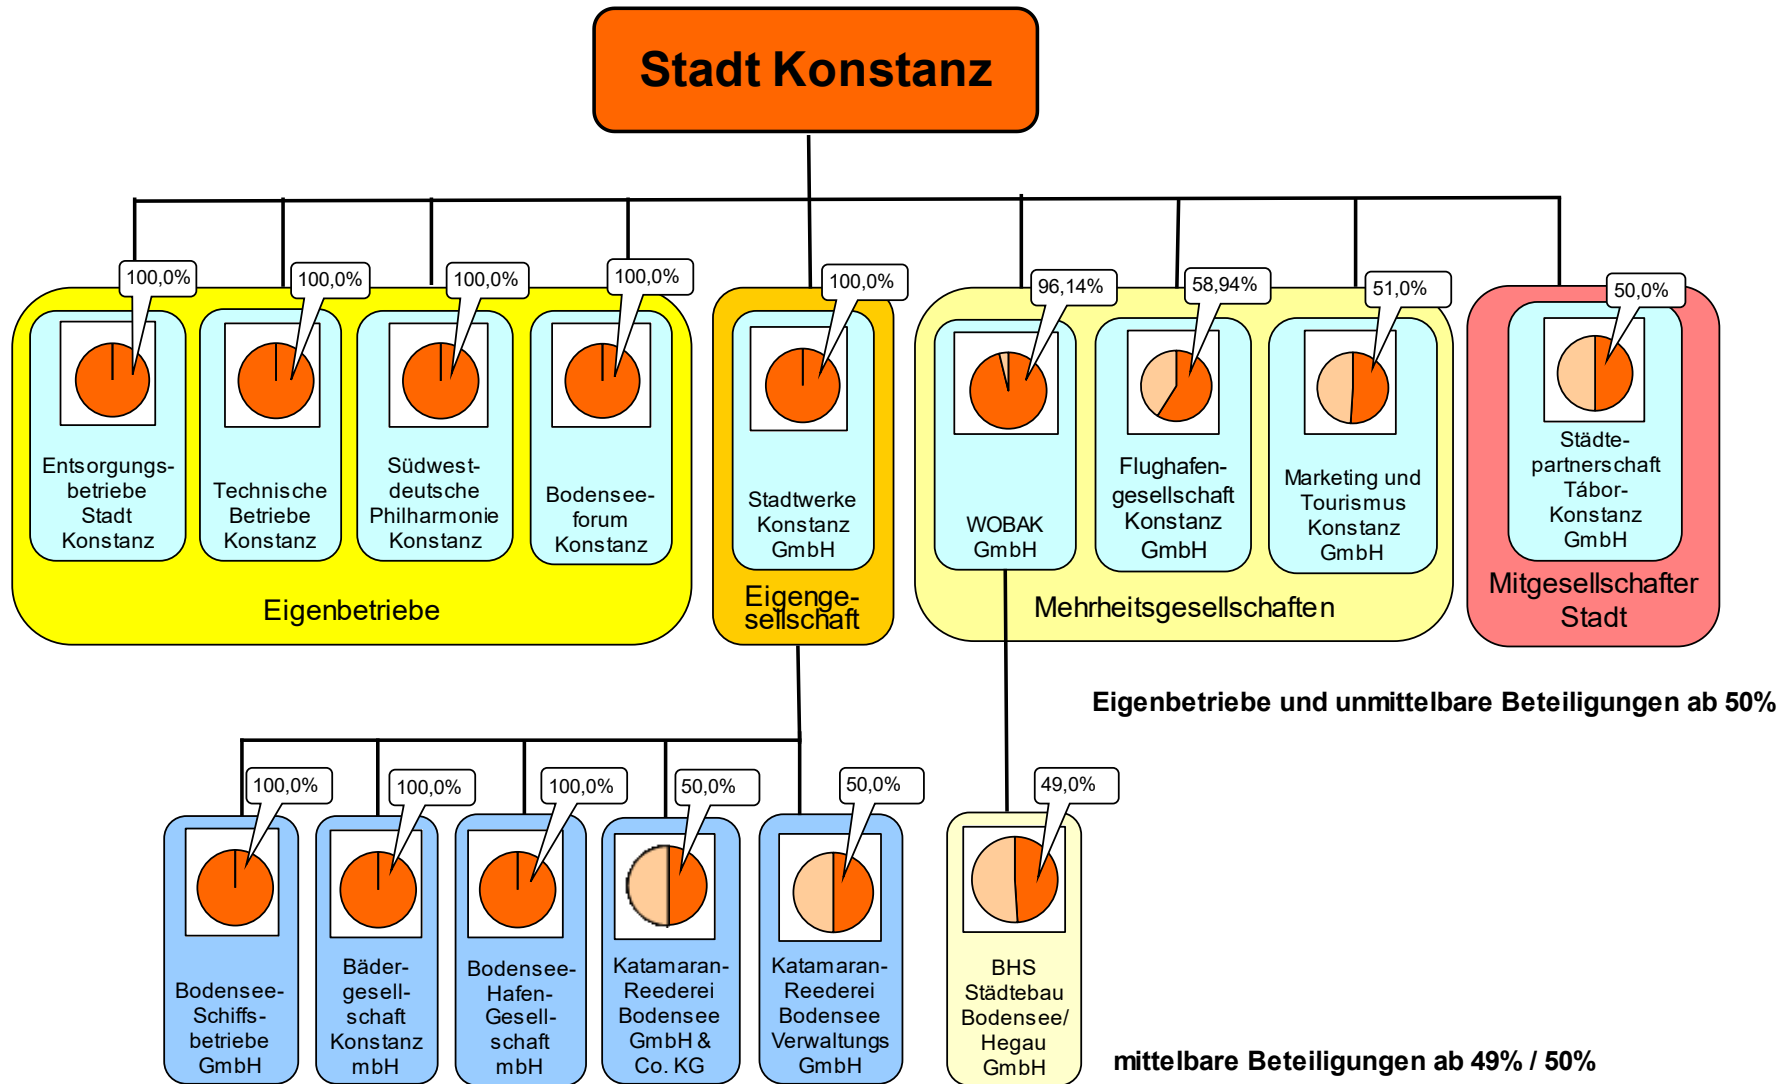 Stadt Konstanz
100,0%
Entsorgungs-
betriebe
Stadt
Konstanz
100,0%
Technische
Betriebe
Konstanz
100,0%
Südwest-
deutsche
Philharmonie
Konstanz
100,0%
Bodensee-
forum
Konstanz
Eigenbetriebe
100,0%
Stadtwerke
Konstanz
GmbH
Eigenge-
sellschaft
96,14%
WOBAK
GmbH
58,94%
Flughafen-
gesellschaft
Konstanz
GmbH
51,0%
Marketing und
Tourismus
Konstanz
GmbH
Mehrheitsgesellschaften
50,0%
Städte-
partnerschaft
Tábor-
Konstanz
GmbH
Mitgesellschafter
Stadt
Eigenbetriebe und unmittelbare Beteiligungen ab 50%
100,0%
Bodensee-
Schiffs-
betriebe
GmbH
100,0%
Bäder-
gesell-
schaft
Konstanz
mbH
100,0%
Bodensee-
Hafen-
Gesell-
schaft
mbH
50,0%
Katamaran-
Reederei
Bodensee
GmbH &
Co. KG
50,0%
Katamaran-
Reederei
Bodensee
Verwaltungs
GmbH
49,0%
BHS
Städtebau
Bodensee/
Hegau
GmbH
mittelbare Beteiligungen ab 49% / 50%